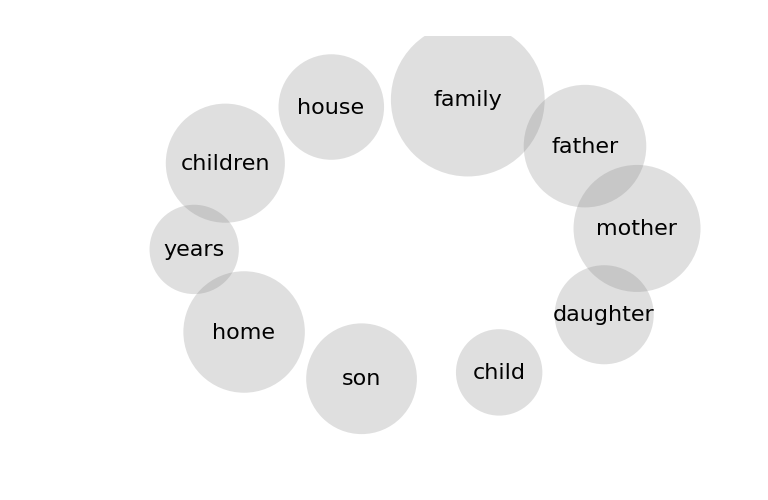 family
house
father
children
mother
years
daughter
home
child
son